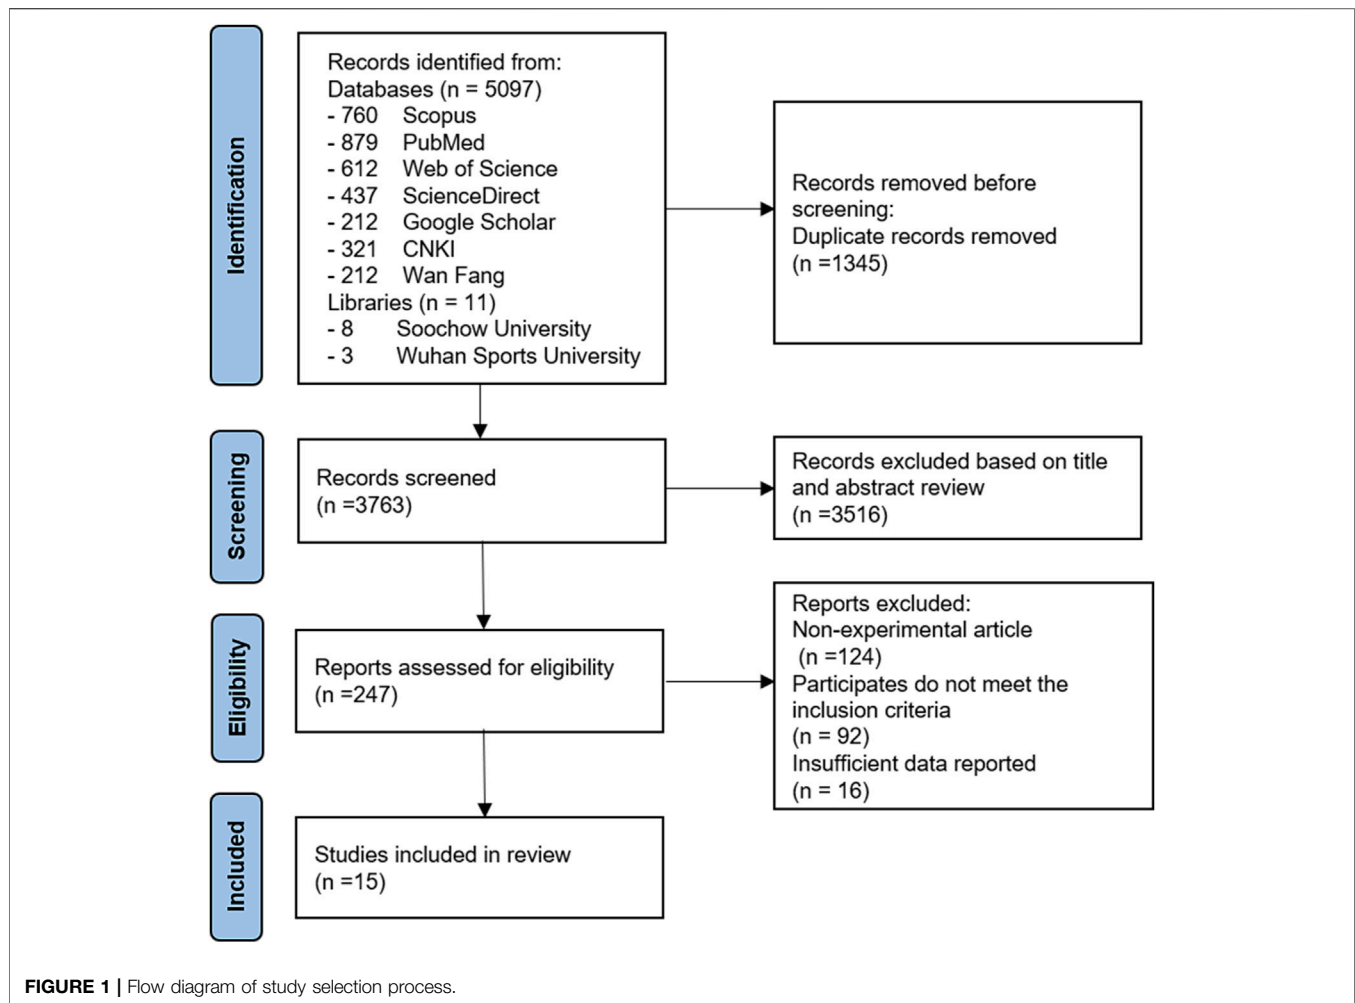 Identification
Records identified from:
Databases (n = 5097)
- 760 Scopus
- 879 PubMed
- 612 Web of Science
- 437 ScienceDirect
- 212 Google Scholar
- 321 CNKI
- 212 Wan Fang
Libraries (n = 11)
- 8 Soochow University
- 3 Wuhan Sports University
Records removed before
screening:
Duplicate records removed
(n =1345)
Screening
Records screened
(n =3763)
Records excluded based on title
and abstract review
(n =3516)
Eligibility
Reports assessed for eligibility
(n =247)
Reports excluded:
Non-experimental article
(n =124)
Participates do not meet the
inclusion criteria
(n = 92)
Insufficient data reported
(n = 16)
Included
Studies included in review
(n =15)
FIGURE 1 | Flow diagram of study selection process.